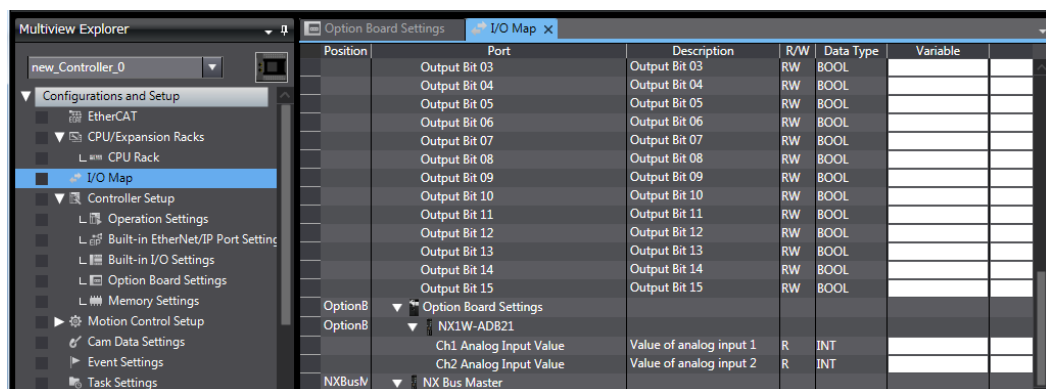 Multiview Explorer
new_Controller_0
Configurations and Setup
EtherCAT
CPU/Expansion Racks
CPU Rack
I/O Map
Controller Setup
Operation Settings
Built-in EtherNet/IP Port Setting
Built-in I/O Settings
Option Board Settings
Memory Settings
Motion Control Setup
Cam Data Settings
Event Settings
Task Settings
Option Board Settings I/O Map
Position Port Description R/W Data Type Variable
Output Bit 03 Output Bit 03 RW BOOL
Output Bit 04 Output Bit 04 RW BOOL
Output Bit 05 Output Bit 05 RW BOOL
Output Bit 06 Output Bit 06 RW BOOL
Output Bit 07 Output Bit 07 RW BOOL
Output Bit 08 Output Bit 08 RW BOOL
Output Bit 09 Output Bit 09 RW BOOL
Output Bit 10 Output Bit 10 RW BOOL
Output Bit 11 Output Bit 11 RW BOOL
Output Bit 12 Output Bit 12 RW BOOL
Output Bit 13 Output Bit 13 RW BOOL
Output Bit 14 Output Bit 14 RW BOOL
Output Bit 15 Output Bit 15 RW BOOL
OptionB Option Board Settings
OptionB NX1W-ADB21
Ch1 Analog Input Value Value of analog input 1 R INT
Ch2 Analog Input Value Value of analog input 2 R INT
NXBusM NX Bus Master